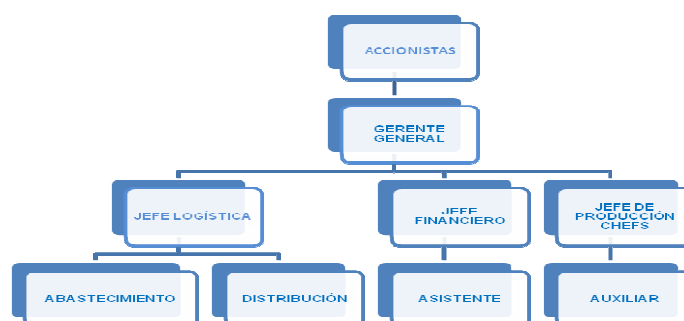 ACCIONISTAS
GERENTE
GENERAL
JEFE LOGÍSTICA
JEFE
FINANCIERO
JEFE DE
PRODUCCIÓN
CHEFS
ABASTECIMIENTO
DISTRIBUCIÓN
ASISTENTE
AUXILIAR